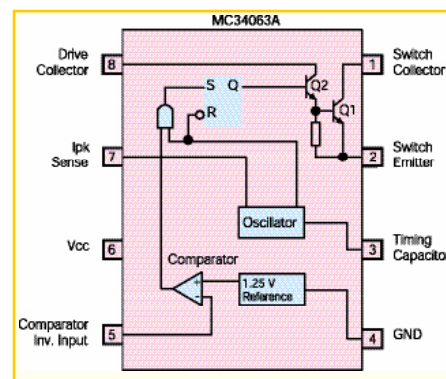 MC34063A
Drive
Collector
8
1
Switch
Collector
S Q
Q2
Q1
R
Ipk
Sense
7
2
Switch
Emitter
Oscillator
Vcc
6
3
Timing
Capacitor
Comparator
+
-
1.25 V
Reference
Comparator
Inv. Input
5
4
GND